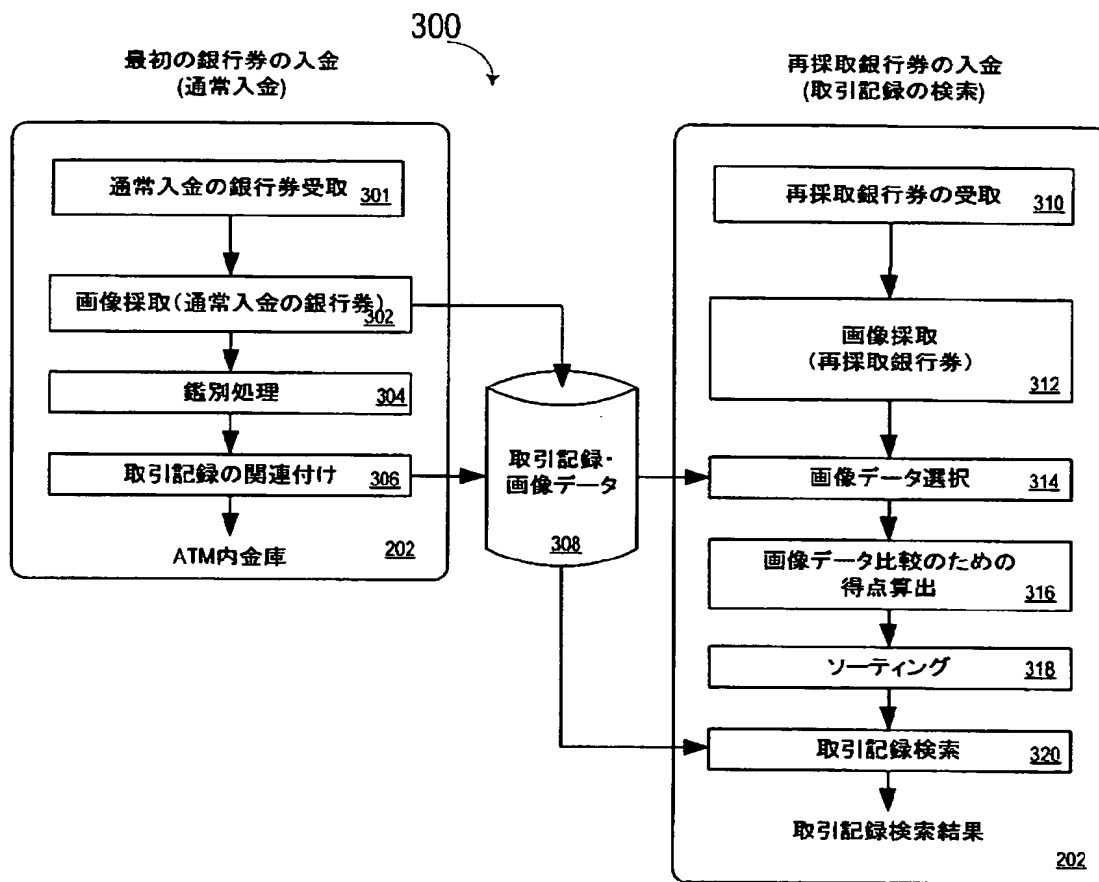 300
最初の銀行券の入金
(通常入金)
通常入金の銀行券受取
301
画像採取(通常入金の銀行券)
302
鑑別処理
304
取引記録の関連付け
306
ATM内金庫
202
取引記録・
画像データ
308
再採取銀行券の入金
(取引記録の検索)
再採取銀行券の受取
310
画像採取
(再採取銀行券)
312
画像データ選択
314
画像データ比較のための
得点算出
316
ソーティング
318
取引記録検索
320
取引記録検索結果
202